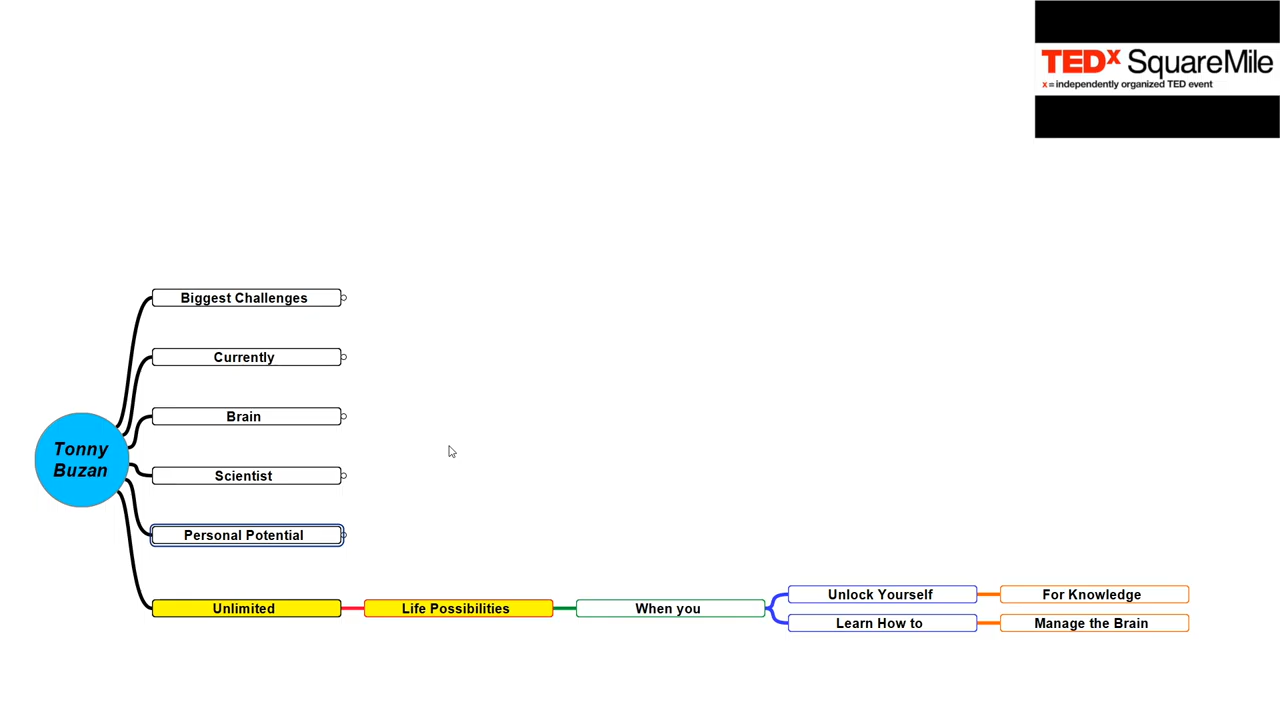 TEDx SquareMile
x = independently organized TED event
Biggest Challenges
Currently
Brain
Tonny
Buzan
Scientist
Personal Potential
Unlimited
Life Possibilities
When you
Unlock Yourself
For Knowledge
Learn How to
Manage the Brain